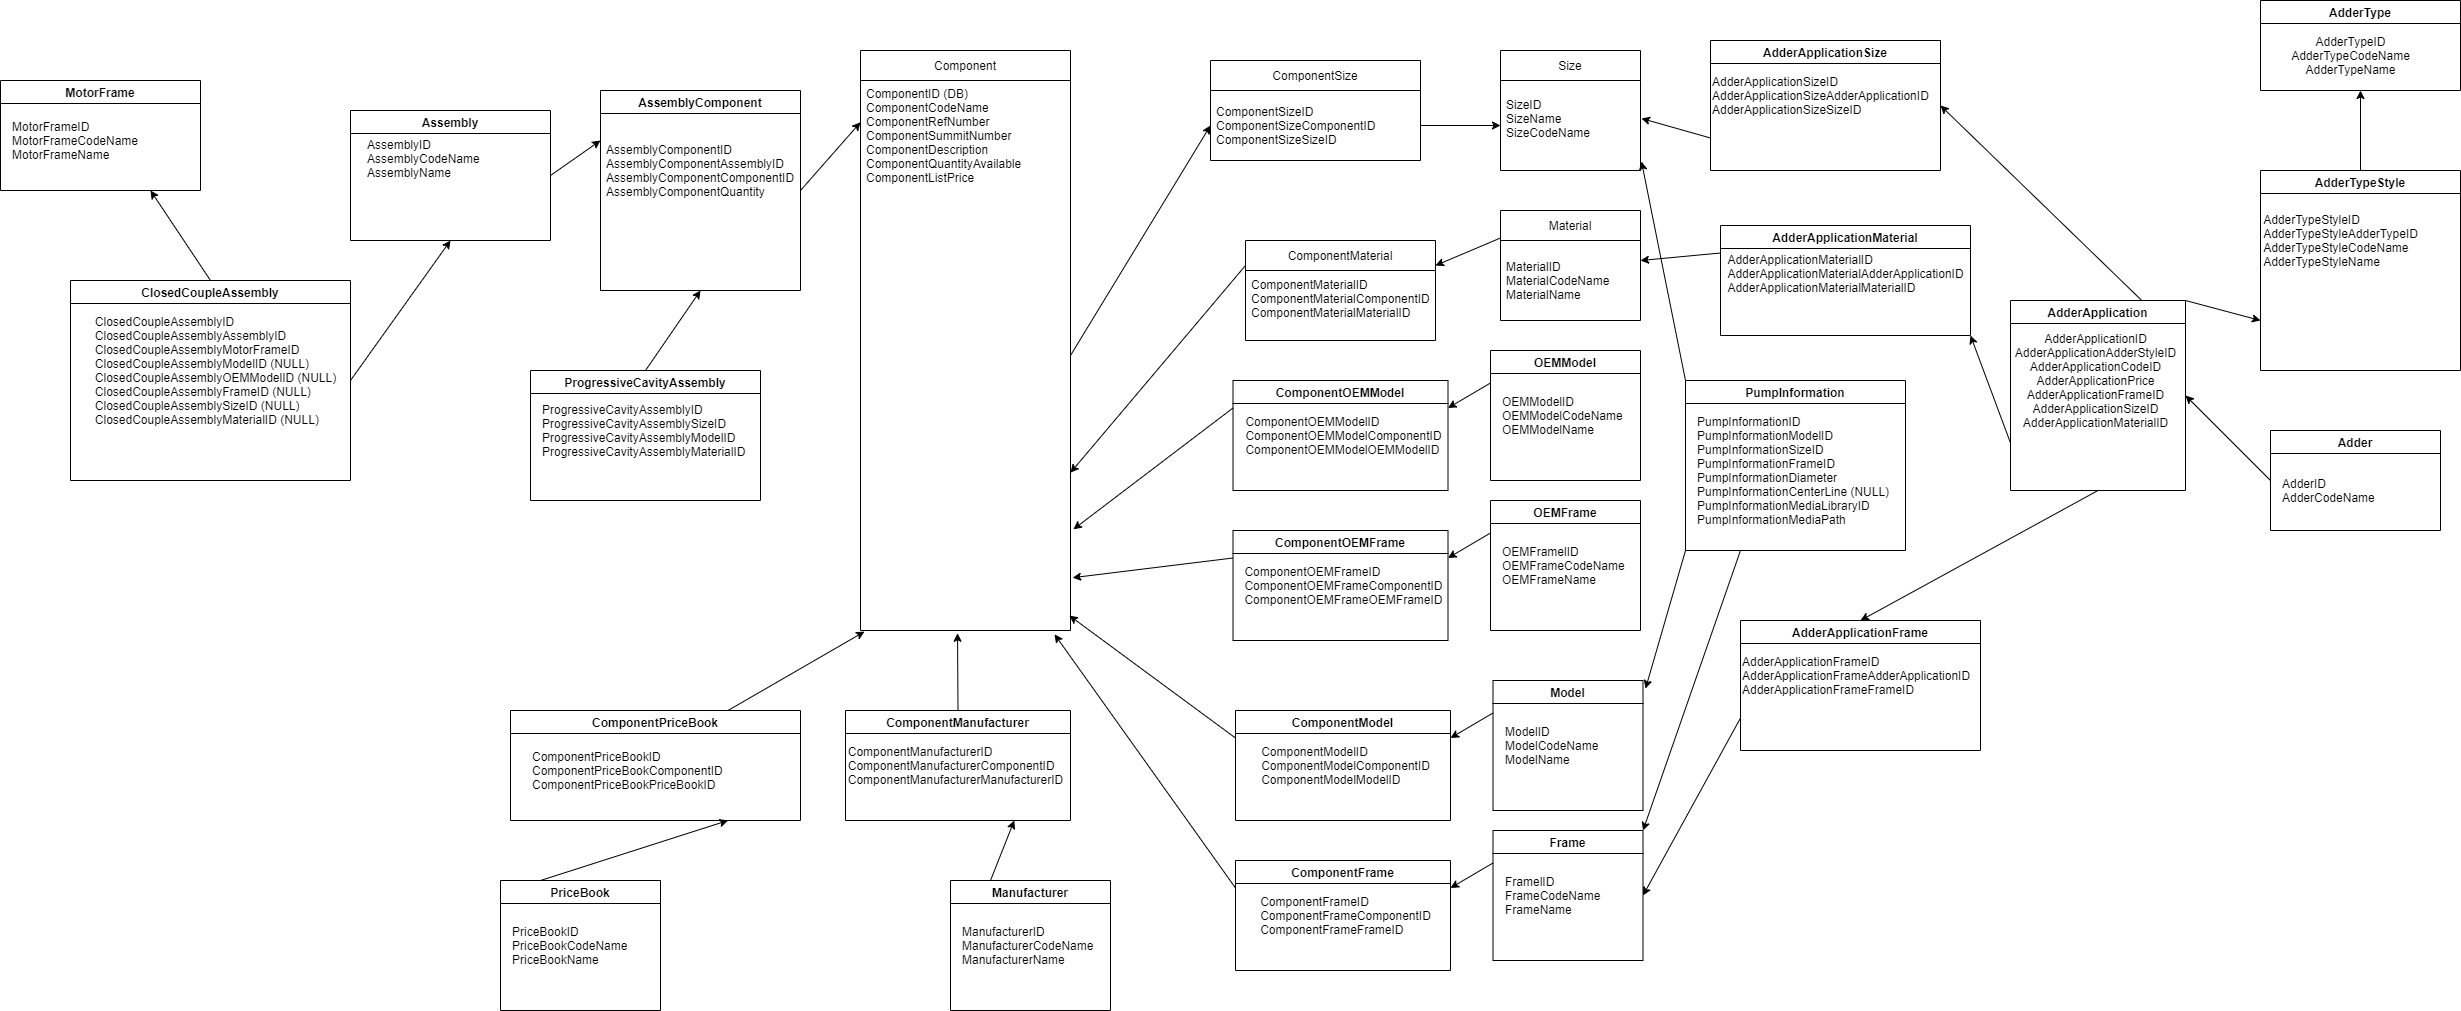 MotorFrame
MotorFrameID
MotorFrameCodeName
MotorFrameName
ClosedCoupleAssembly
ClosedCoupleAssemblyID
ClosedCoupleAssemblyAssemblyID
ClosedCoupleAssemblyMotorFrameID
ClosedCoupleAssemblyModelID (NULL)
ClosedCoupleAssemblyOEMModelID (NULL)
ClosedCoupleAssemblyFrameID (NULL)
ClosedCoupleAssemblySizeID (NULL)
ClosedCoupleAssemblyMaterialID (NULL)
Assembly
AssemblyID
AssemblyCodeName
AssemblyName
AssemblyComponent
AssemblyComponentID
AssemblyComponentAssemblyID
AssemblyComponentComponentID
AssemblyComponentQuantity
ProgressiveCavityAssembly
ProgressiveCavityAssemblyID
ProgressiveCavityAssemblySizeID
ProgressiveCavityAssemblyModelID
ProgressiveCavityAssemblyMaterialID
Component
ComponentID (DB)
ComponentCodeName
ComponentRefNumber
ComponentSummitNumber
ComponentDescription
ComponentQuantityAvailable
ComponentListPrice
ComponentPriceBook
ComponentPriceBookID
ComponentPriceBookComponentID
ComponentPriceBookPriceBookID
PriceBook
PriceBookID
PriceBookCodeName
PriceBookName
ComponentManufacturer
ComponentManufacturerID
ComponentManufacturerComponentID
ComponentManufacturerManufacturerID
Manufacturer
ManufacturerID
ManufacturerCodeName
ManufacturerName
ComponentSize
ComponentSizeID
ComponentSizeComponentID
ComponentSizeSizeID
ComponentMaterial
ComponentMaterialID
ComponentMaterialComponentID
ComponentMaterialMaterialID
ComponentOEMModel
ComponentOEMModelID
ComponentOEMModelComponentID
ComponentOEMModelOEMModelID
ComponentOEMFrame
ComponentOEMFrameID
ComponentOEMFrameComponentID
ComponentOEMFrameOEMFrameID
ComponentModel
ComponentModelID
ComponentModelComponentID
ComponentModelModelID
ComponentFrame
ComponentFrameID
ComponentFrameComponentID
ComponentFrameFrameID
Size
SizeID
SizeName
SizeCodeName
Material
MaterialID
MaterialCodeName
MaterialName
OEMModel
OEMModelID
OEMModelCodeName
OEMModelName
OEMFrame
OEMFrameID
OEMFrameCodeName
OEMFrameName
Model
ModelID
ModelCodeName
ModelName
Frame
FrameID
FrameCodeName
FrameName
AdderApplicationSize
AdderApplicationSizeID
AdderApplicationSizeAdderApplicationID
AdderApplicationSizeSizeID
AdderApplicationMaterial
AdderApplicationMaterialID
AdderApplicationMaterialAdderApplicationID
AdderApplicationMaterialMaterialID
PumpInformation
PumpInformationID
PumpInformationModelID
PumpInformationSizeID
PumpInformationFrameID
PumpInformationDiameter
PumpInformationCenterLine (NULL)
PumpInformationMediaLibraryID
PumpInformationMediaPath
AdderApplicationFrame
AdderApplicationFrameID
AdderApplicationFrameAdderApplicationID
AdderApplicationFrameFrameID
AdderApplication
AdderApplicationID
AdderApplicationAdderStyleID
AdderApplicationCodeID
AdderApplicationPrice
AdderApplicationFrameID
AdderApplicationSizeID
AdderApplicationMaterialID
AdderType
AdderTypeID
AdderTypeCodeName
AdderTypeName
AdderTypeStyle
AdderTypeStyleID
AdderTypeStyleAdderTypeID
AdderTypeStyleCodeName
AdderTypeStyleName
Adder
AdderID
AdderCodeName